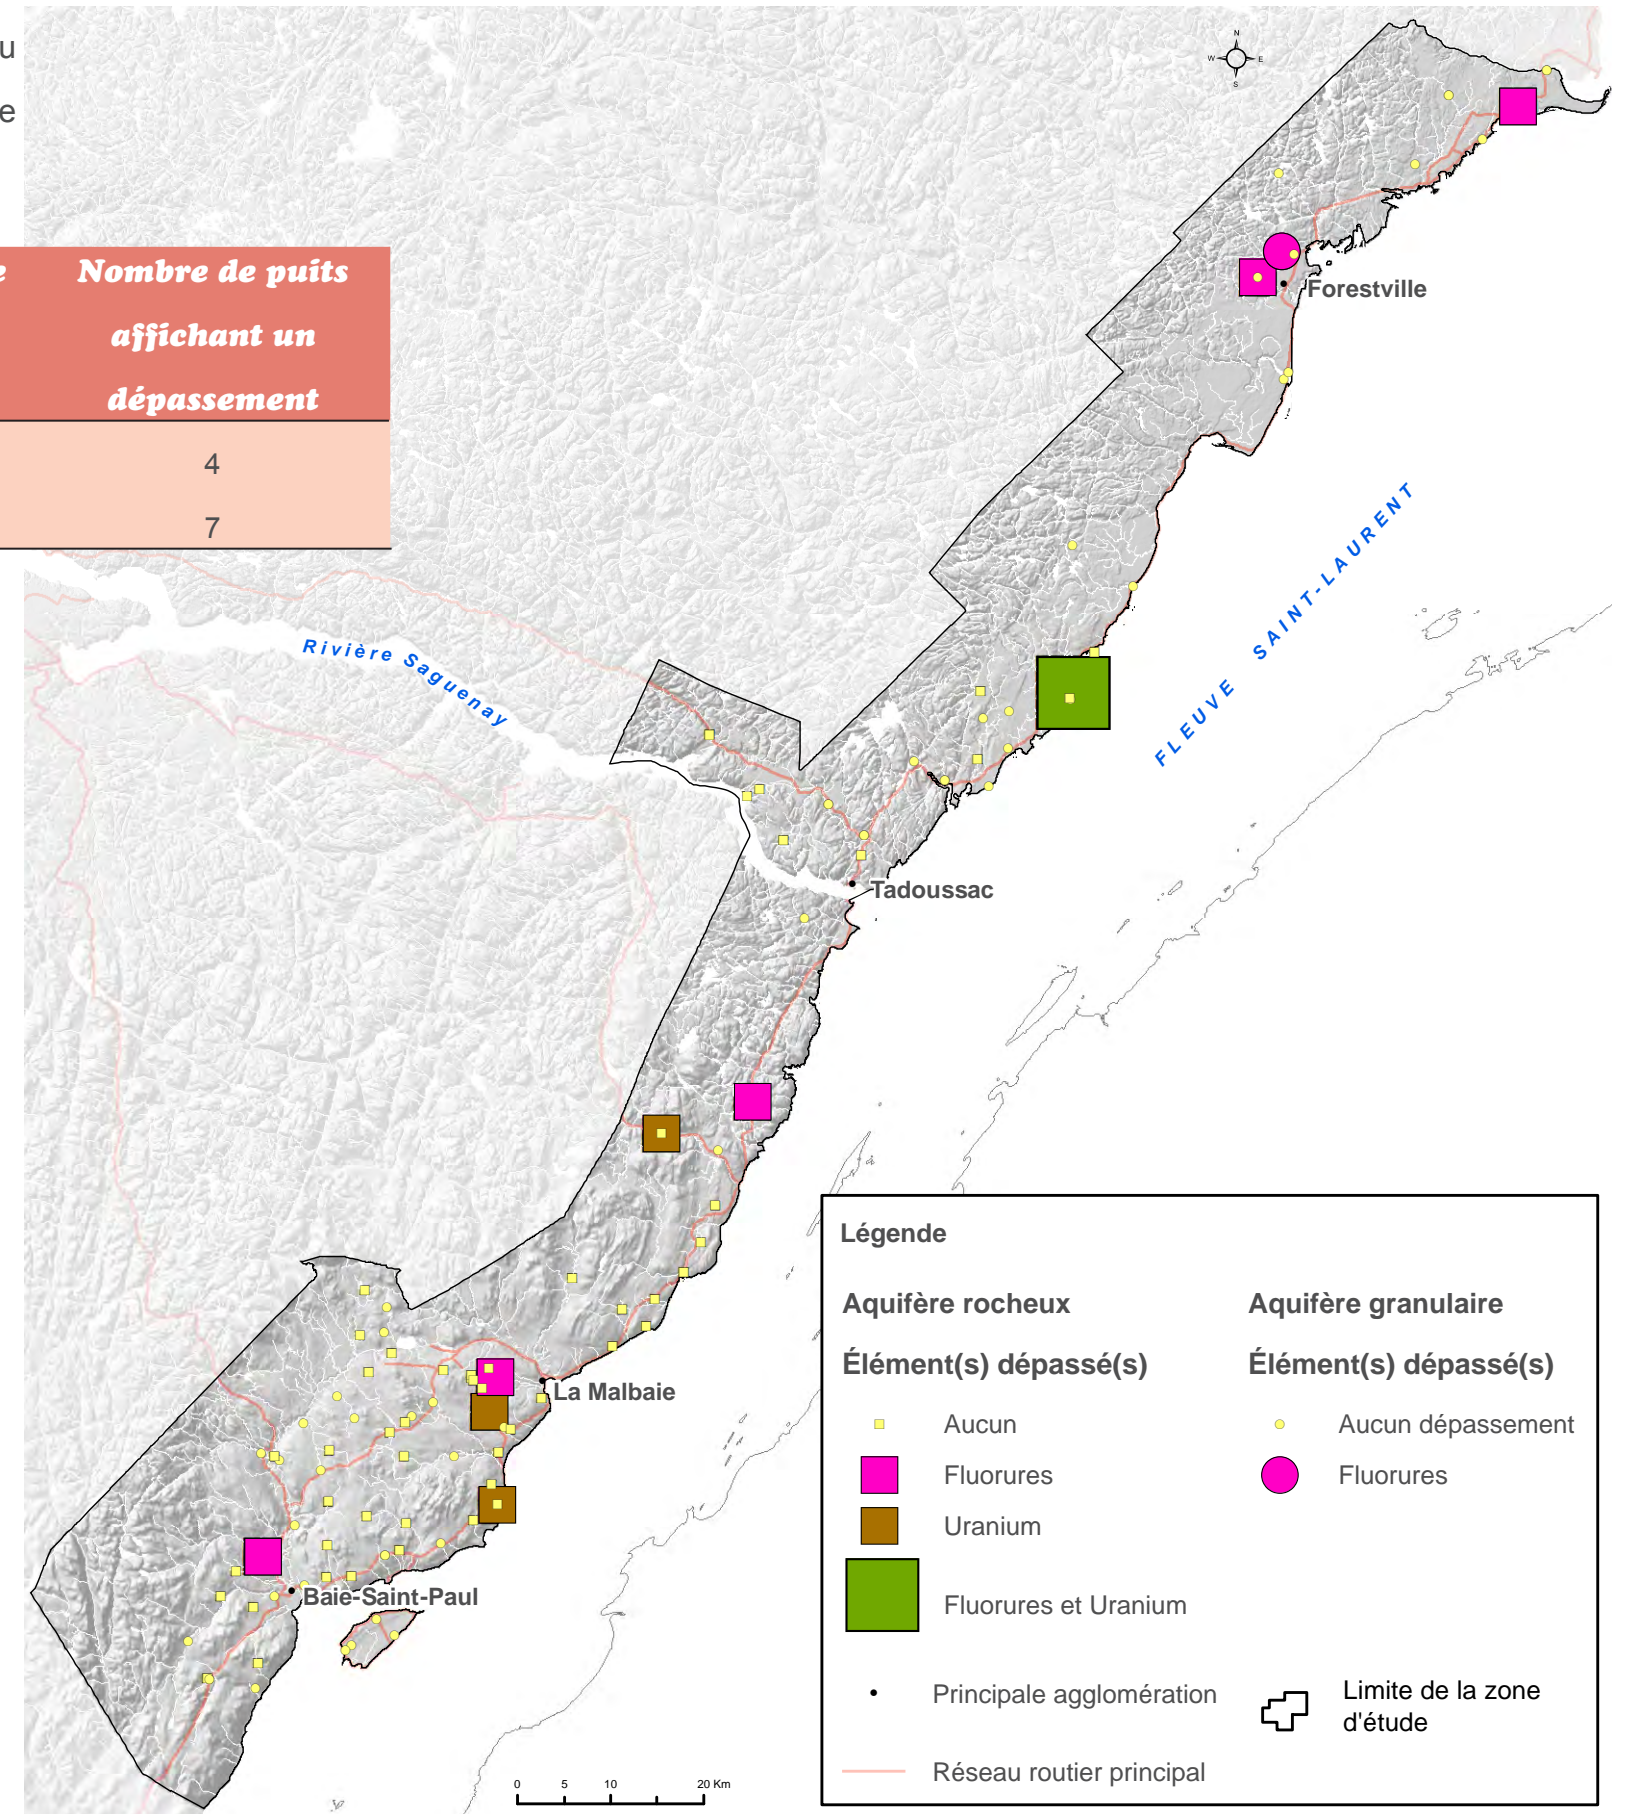 u
e
e
Nombre de puits
affichant un
dépassement
4
7
N
W E
S
Forestville
FLEUVE SAINT-LAURENT
Rivière Saguenay
Tadoussac
La Malbaie
Baie-Saint-Paul
Légende
Aquifère rocheux
Aquifère granulaire
Élément(s) dépassé(s)
Élément(s) dépassé(s)
Aucun
Aucun dépassement
Fluorures
Fluorures
Uranium
Fluorures et Uranium
Principale agglomération
Limite de la zone
d'étude
Réseau routier principal
0 5 10 20 Km